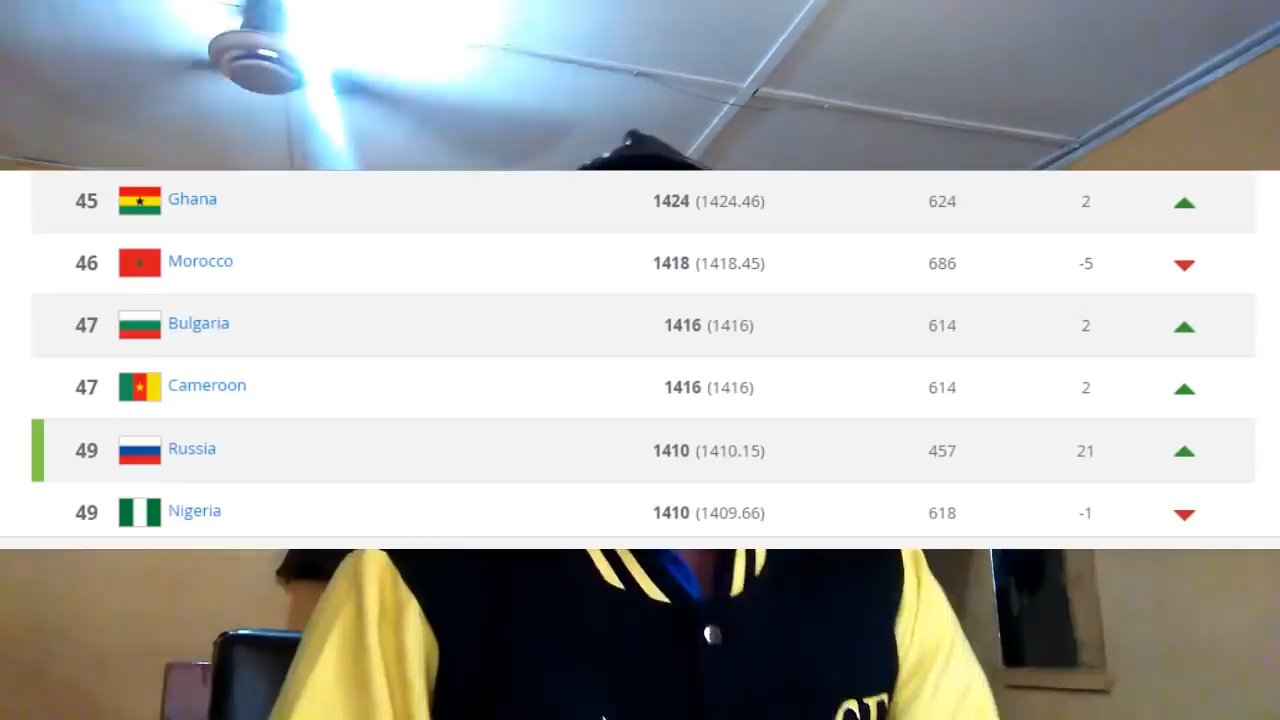 45 Ghana 1424 (1424.46) 624 2
46 Morocco 1418 (1418.45) 686 -5
47 Bulgaria 1416 (1416) 614 2
47 Cameroon 1416 (1416) 614 2
49 Russia 1410 (1410.15) 457 21
49 Nigeria 1410 (1409.66) 618 -1